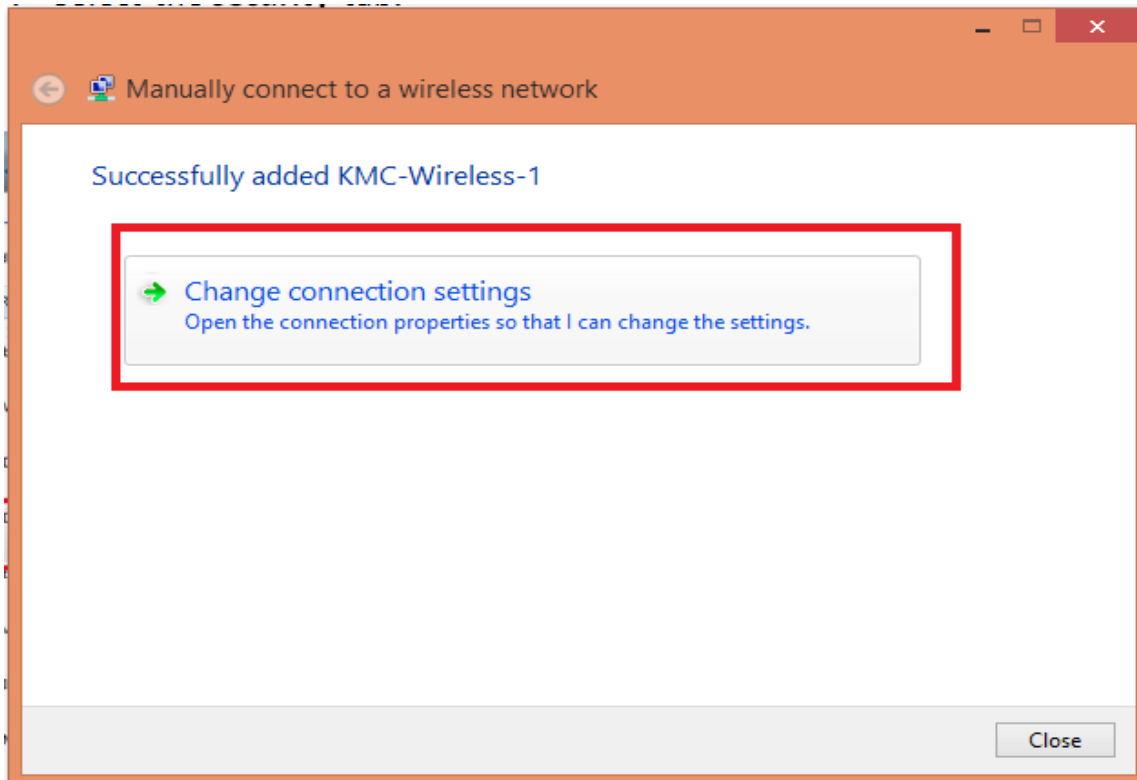 Manually connect to a wireless network
Successfully added KMC-Wireless-1
Change connection settings
Open the connection properties so that I can change the settings.
Close